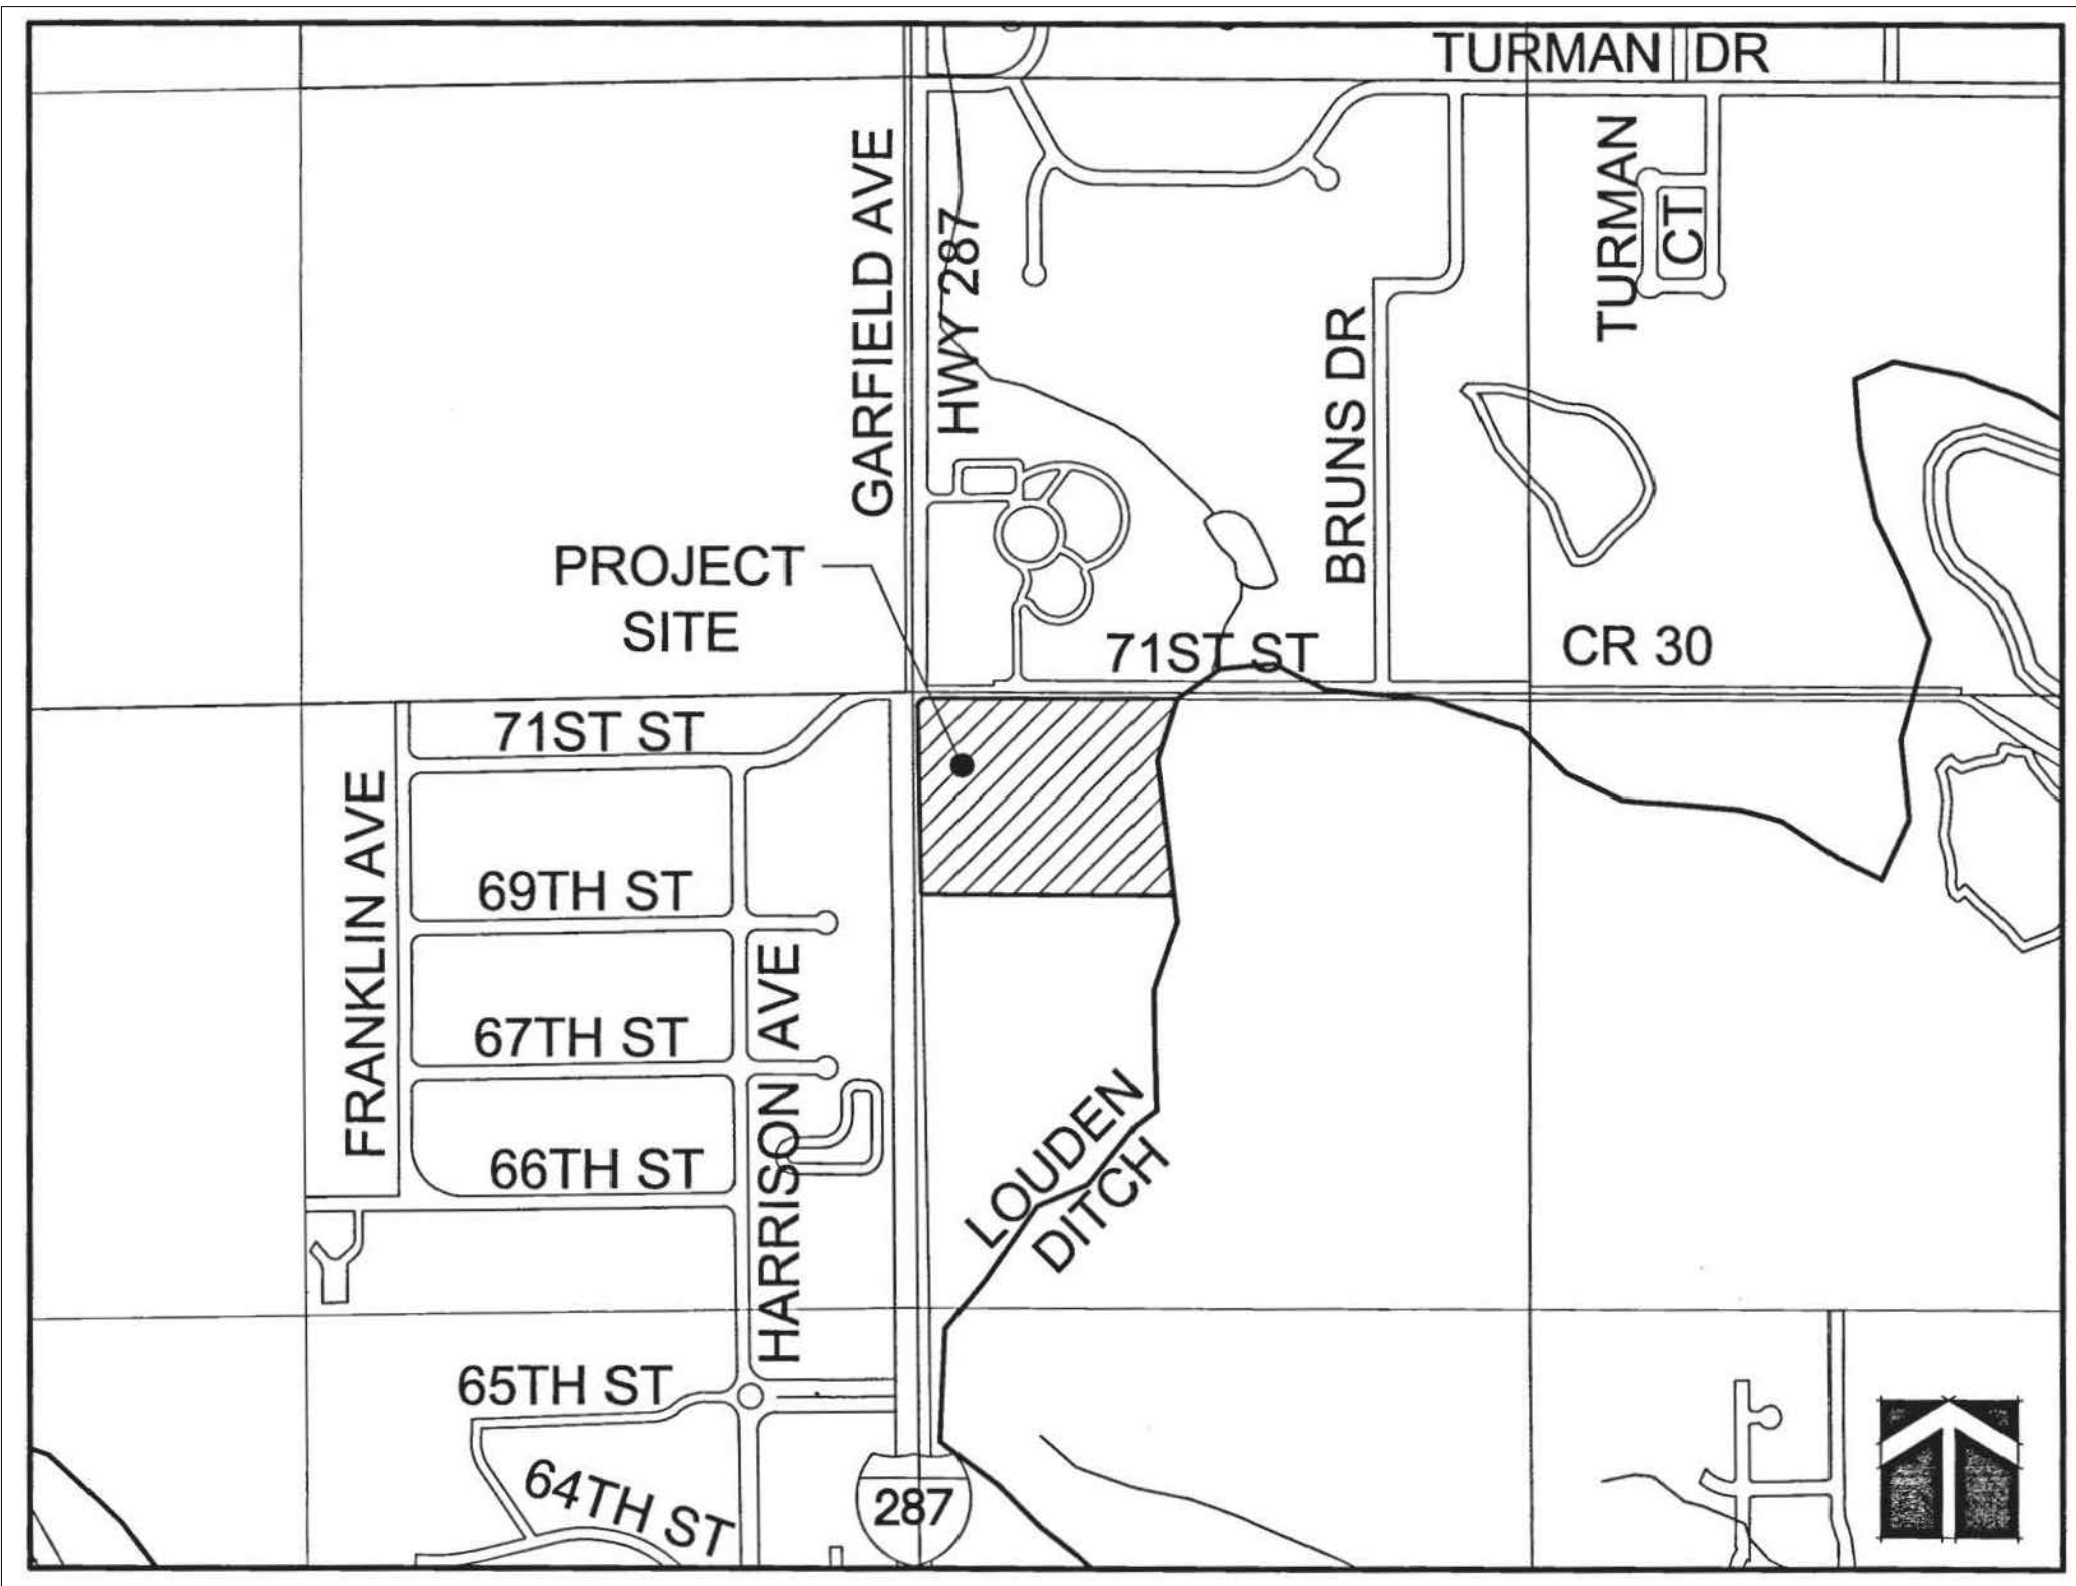 TURMAN DR
GARFIELD AVE
HWY 287
TURMAN
CT
BRUNS DR
PROJECT
SITE
71ST ST
CR 30
71ST ST
FRANKLIN AVE
69TH ST
HARRISON AVE
67TH ST
66TH ST
LOUDEN
DITCH
65TH ST
64TH ST
287